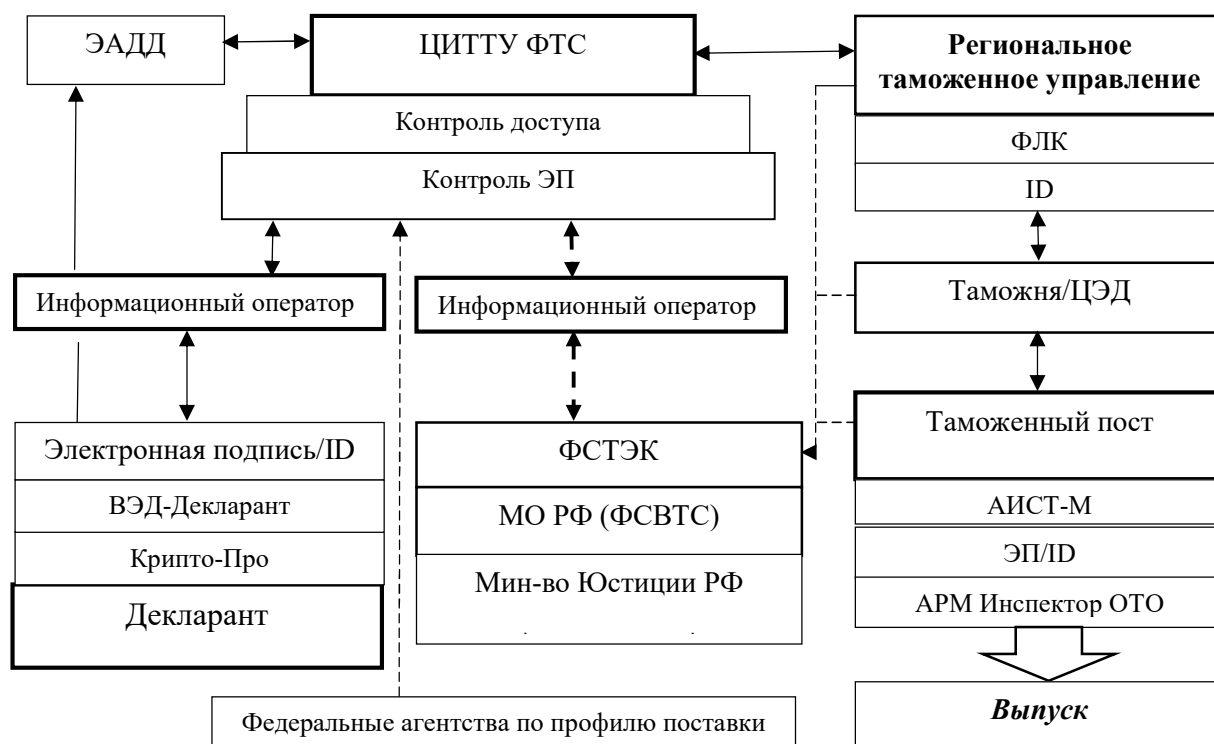 ЭАДД
ЦИТТУ ФТС
Региональное
таможенное управление
Контроль доступа
ФЛК
Контроль ЭП
ID
Информационный оператор
Информационный оператор
Таможня/ЦЭД
Электронная подпись/ID
ФСТЭК
Таможенный пост
ВЭД-Декларант
МО РФ (ФСВТС)
АИСТ-М
Крипто-Про
Мин-во Юстиции РФ
ЭП/ID
Декларант
АРМ Инспектор ОТО
Федеральные агентства по профилю поставки
Выпуск